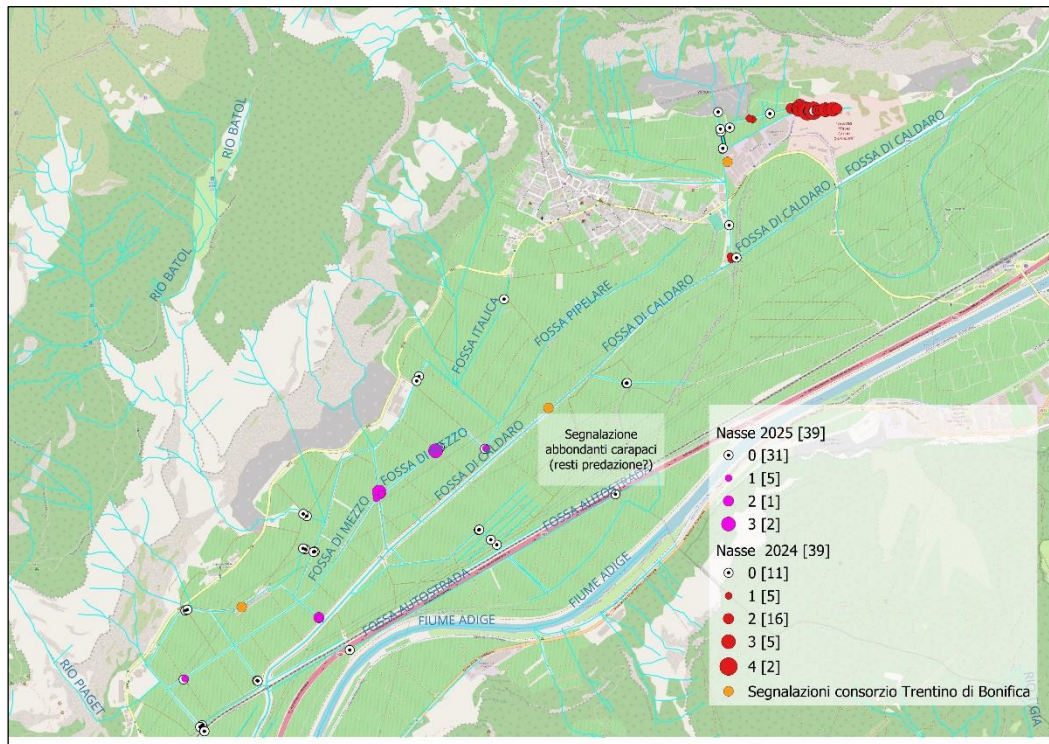 RIO BATOL
RIO BATOL
FOSSA DI CALDARO
FOSSA DI CALDARO
FOSSA DI CALDARO
FOSSA PIPELARE
FOSSA ITALICA
FOSSA DI MEZZO
FOSSA DI CALDARO
FOSSA DI MEZZO
FOSSA AUTOSTRADA
FOSSA AUTOSTRADA
FIUME ADIGE
FIUME ADIGE
RIO PIAGET
Segnalazione
abbondanti carapaci
(resti predazione?)
Nasse 2025 [39]
0 [31]
1 [5]
2 [1]
3 [2]
Nasse 2024 [39]
0 [11]
1 [5]
2 [16]
3 [5]
4 [2]
Segnalazioni consorzio Trentino di Bonifica